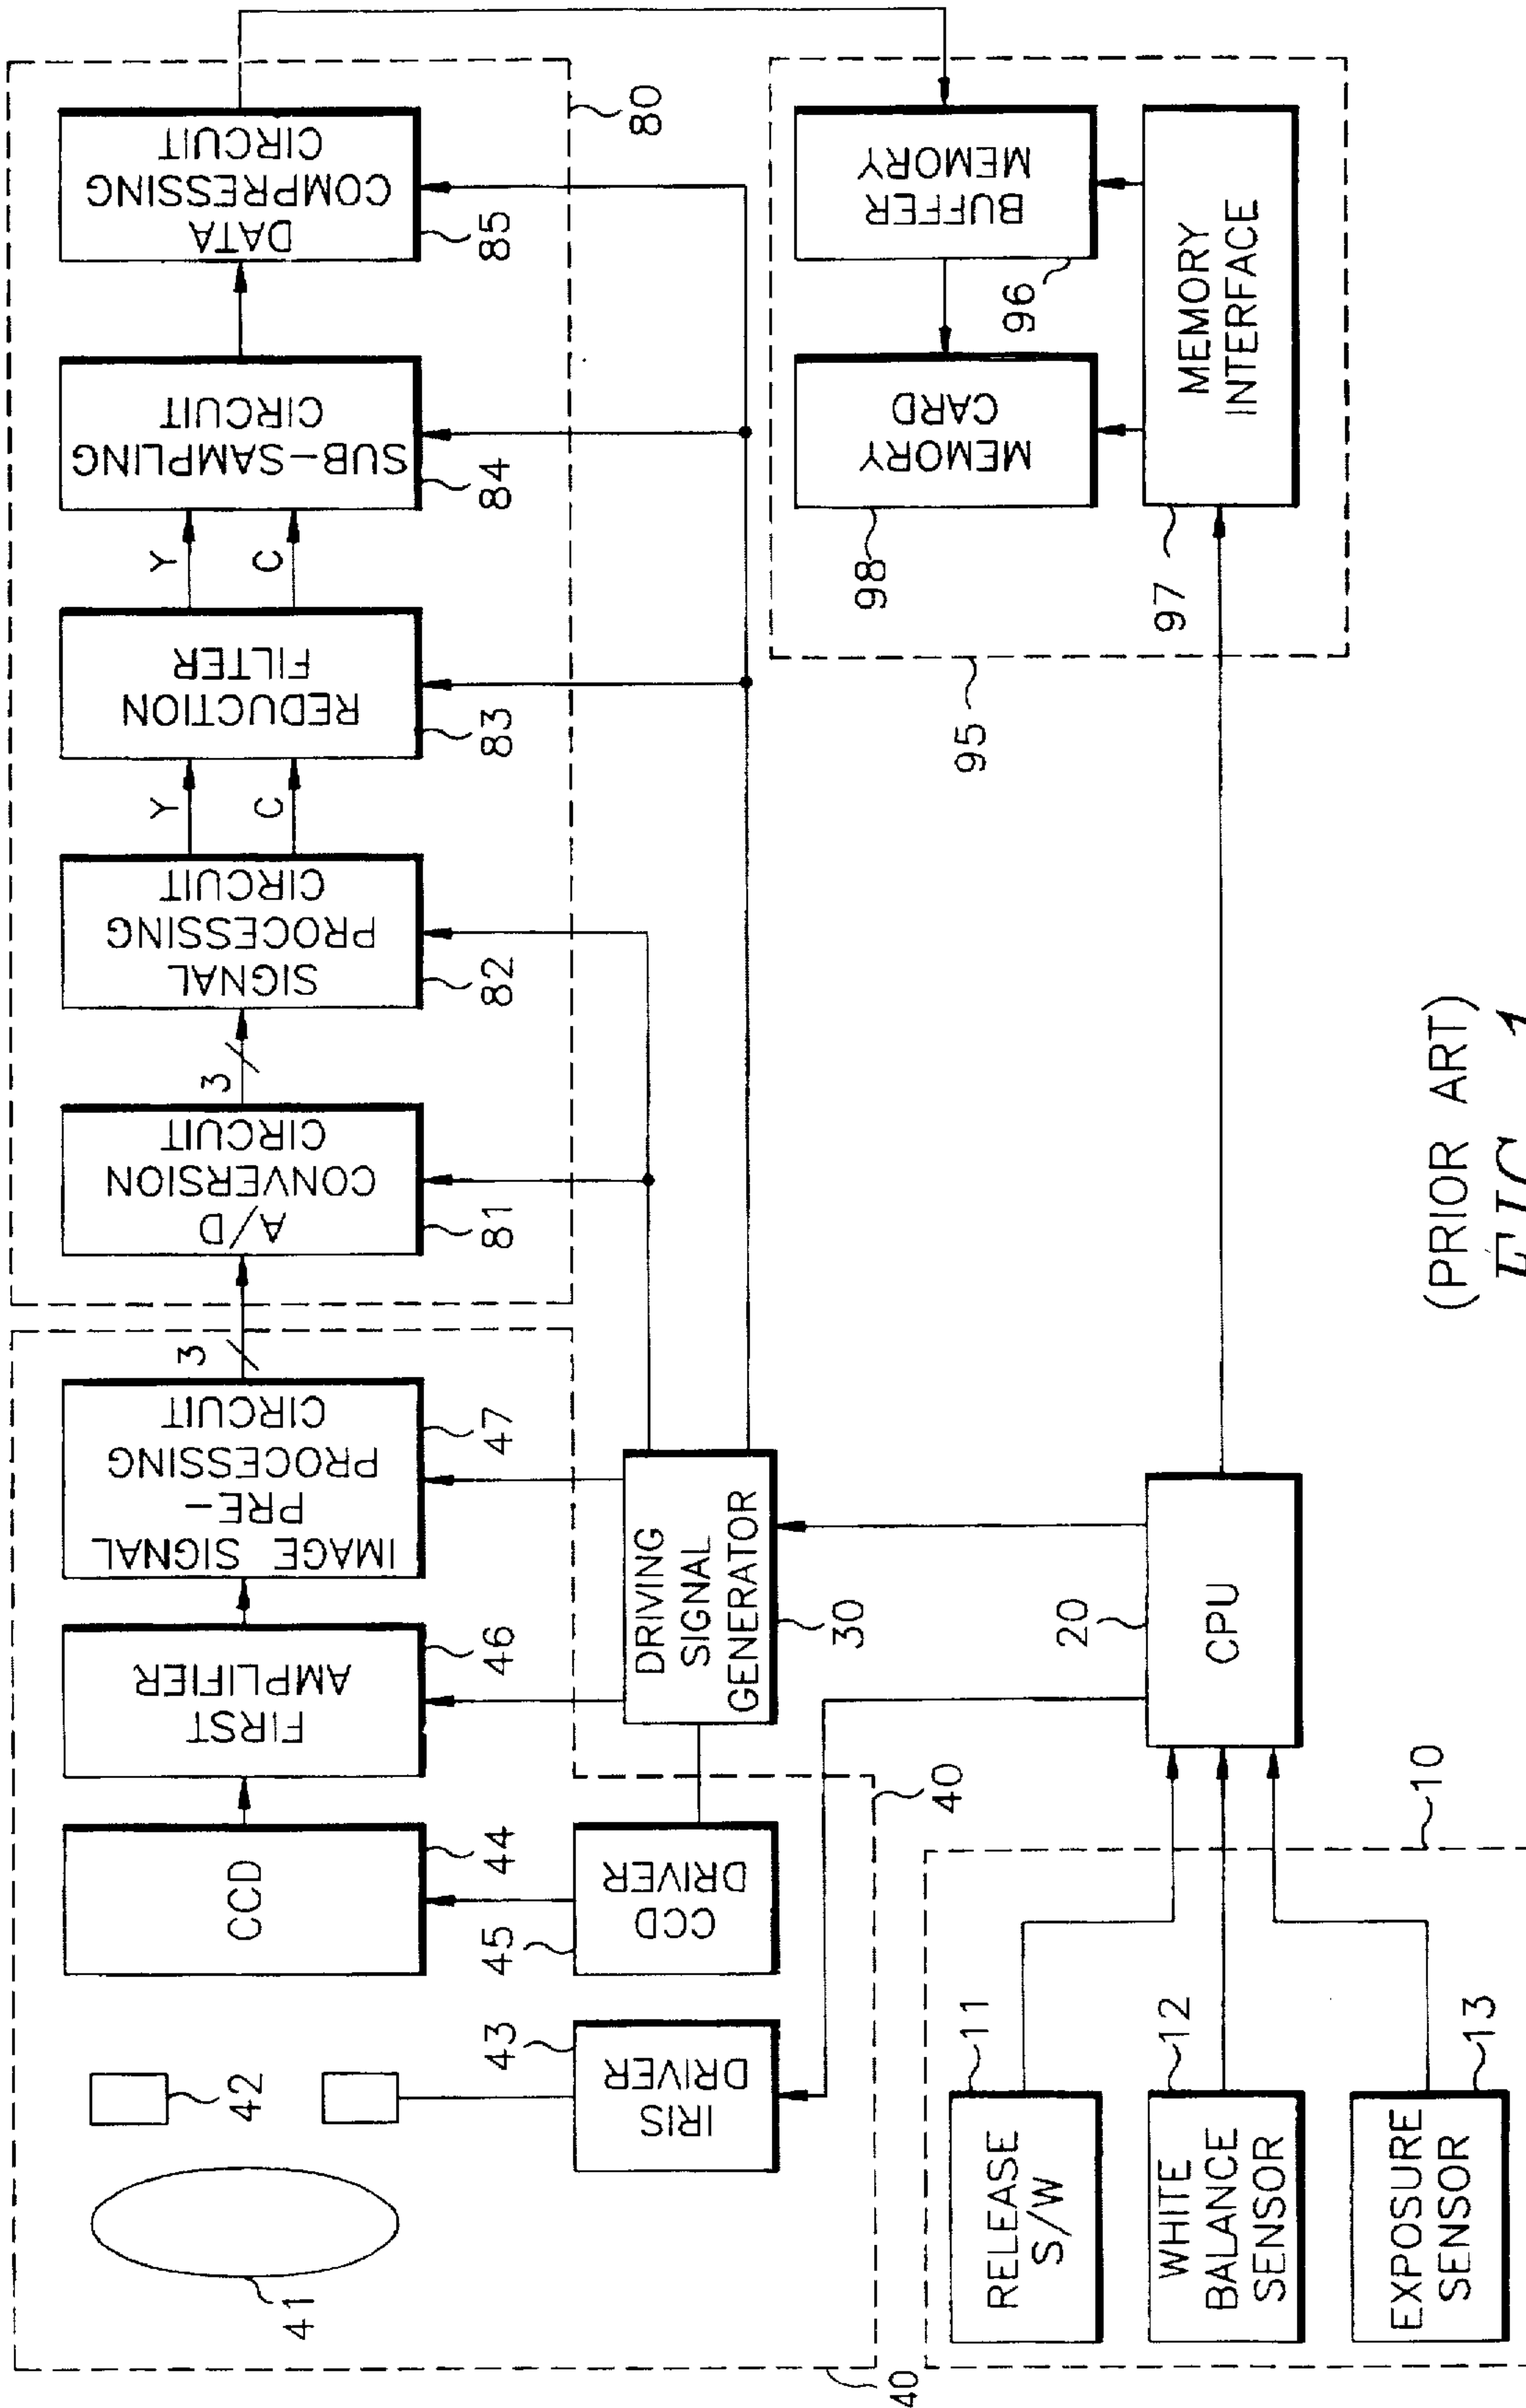 41
42
43
IRIS
DRIVER
CCD
44
45
CCD
DRIVER
FIRST
AMPLIFIER
46
IMAGE SIGNAL
PRE-
PROCESSING
CIRCUIT
47
3
40
40
A/D
CONVERSION
CIRCUIT
81
3
SIGNAL
PROCESSING
CIRCUIT
82
Y
C
REDUCTION
FILTER
83
Y
C
SUB-SAMPLING
CIRCUIT
84
DATA
COMPRESSING
CIRCUIT
85
80
DRIVING
SIGNAL
GENERATOR
30
MEMORY
CARD
98
BUFFER
MEMORY
96
MEMORY
INTERFACE
97
95
RELEASE
S/W
11
WHITE
BALANCE
SENSOR
12
EXPOSURE
SENSOR
13
10
CPU
20
(PRIOR ART)
FIG. 1